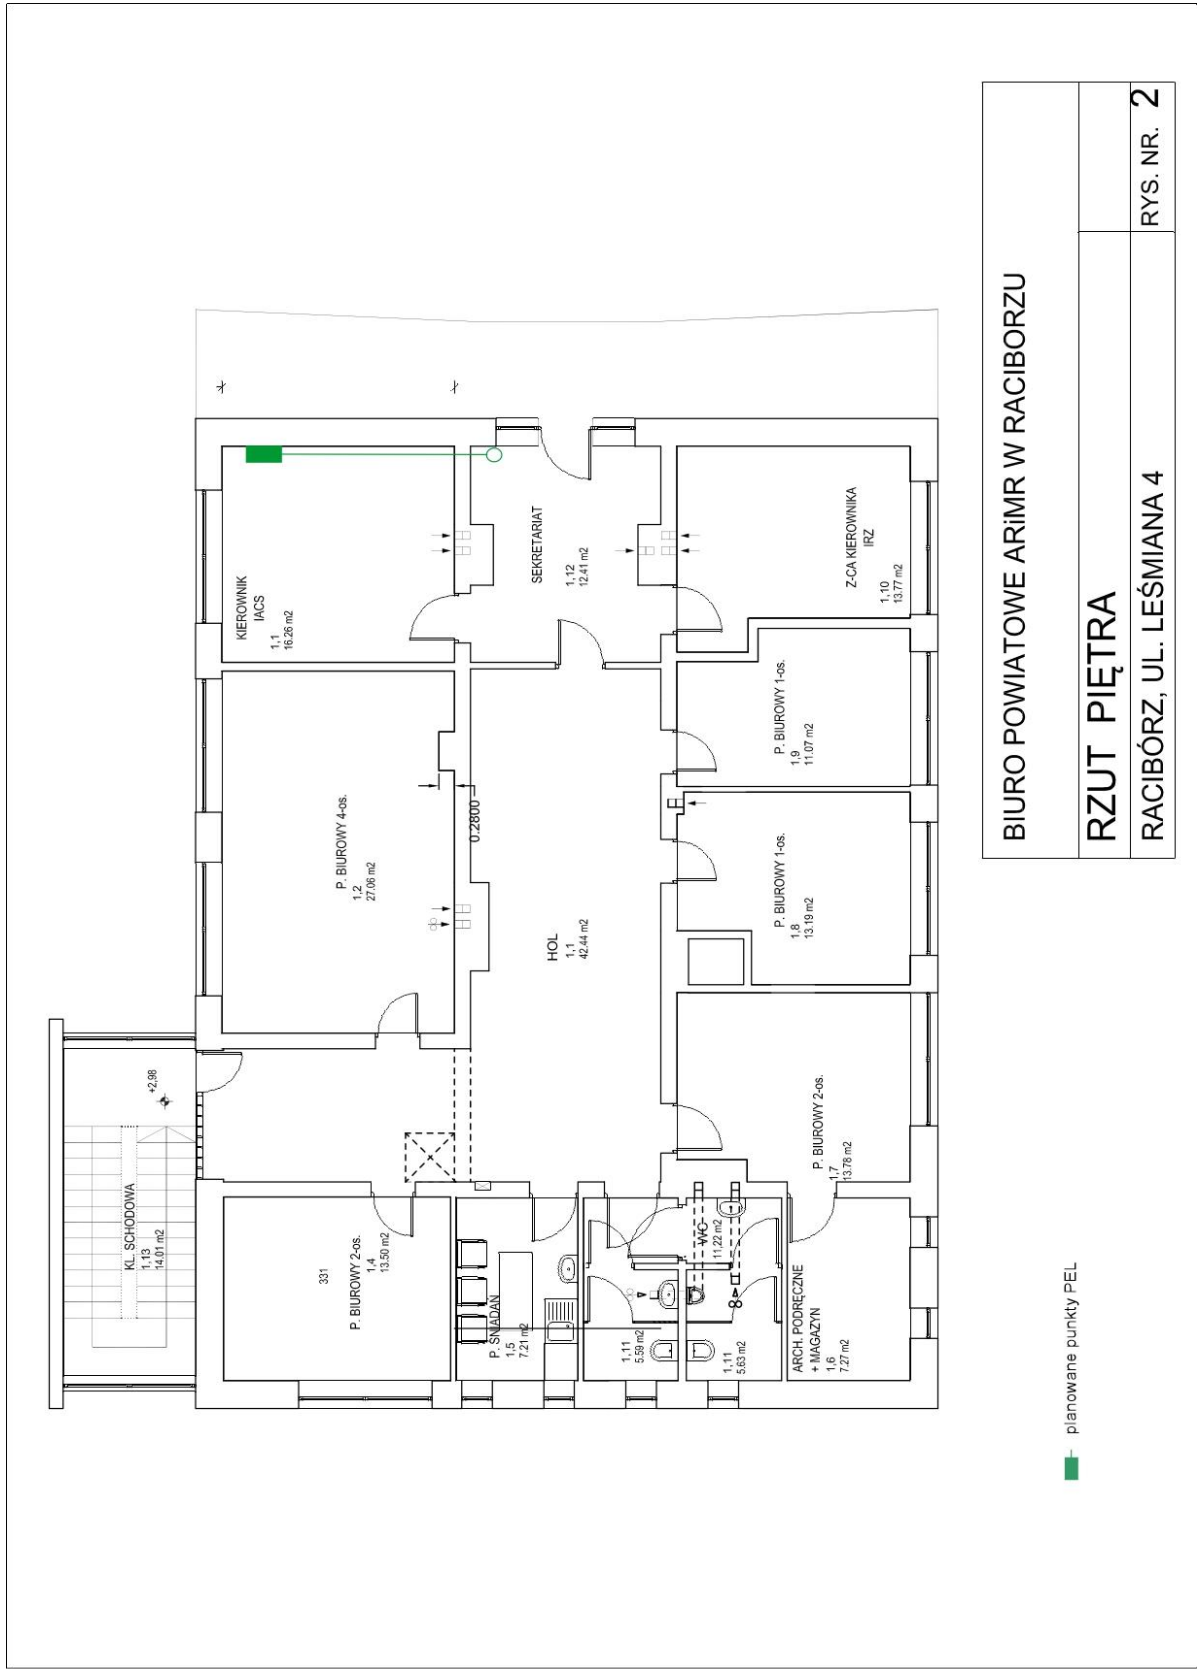 KL. SCHODOWA
1,13
14.01 m2
+2,98
331
P. BIUROWY 2-os.
1,4
13.50 m2
P. BIUROWY 4-os.
1,2
27.06 m2
KIEROWNIK
IACS
1,1
16.26 m2
0.2800
P. ŚNIADAŃ
1,5
7.21 m2
HOL
1,1
42.44 m2
SEKRETARIAT
1,12
12.41 m2
1,11
5.59 m2
WC
11,22 m2
1,11
5.63 m2
ARCH. PODRĘCZNE
+ MAGAZYN
1,6
7.27 m2
P. BIUROWY 2-os.
1,7
13.78 m2
P. BIUROWY 1-os.
1,8
13.19 m2
P. BIUROWY 1-os.
1,9
11.07 m2
Z-CA KIEROWNIKA
IRZ
1,10
13.77 m2
planowane punkty PEL
BIURO POWIATOWE ARiMR W RACIBORZU
RZUT PIĘTRA
RACIBÓRZ, UL. LEŚMIANA 4
RYS. NR. 2